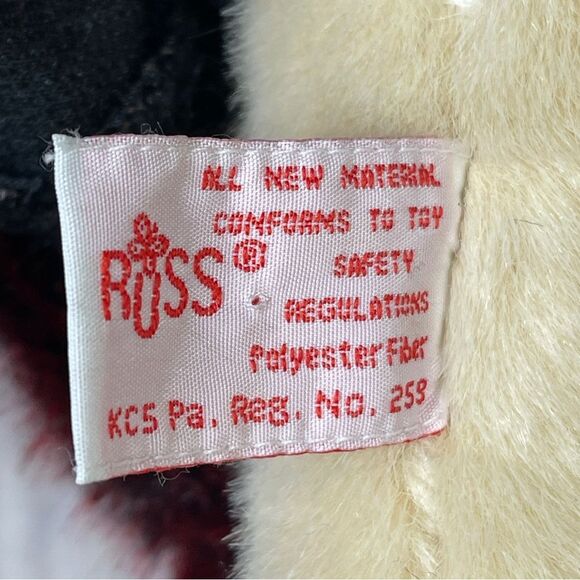 ALL NEW MATERIAL
CONFORMS TO TOY
SAFETY
REGULATIONS
Polyester Fiber
RUSS®
KCS Pa. Reg. No. 258